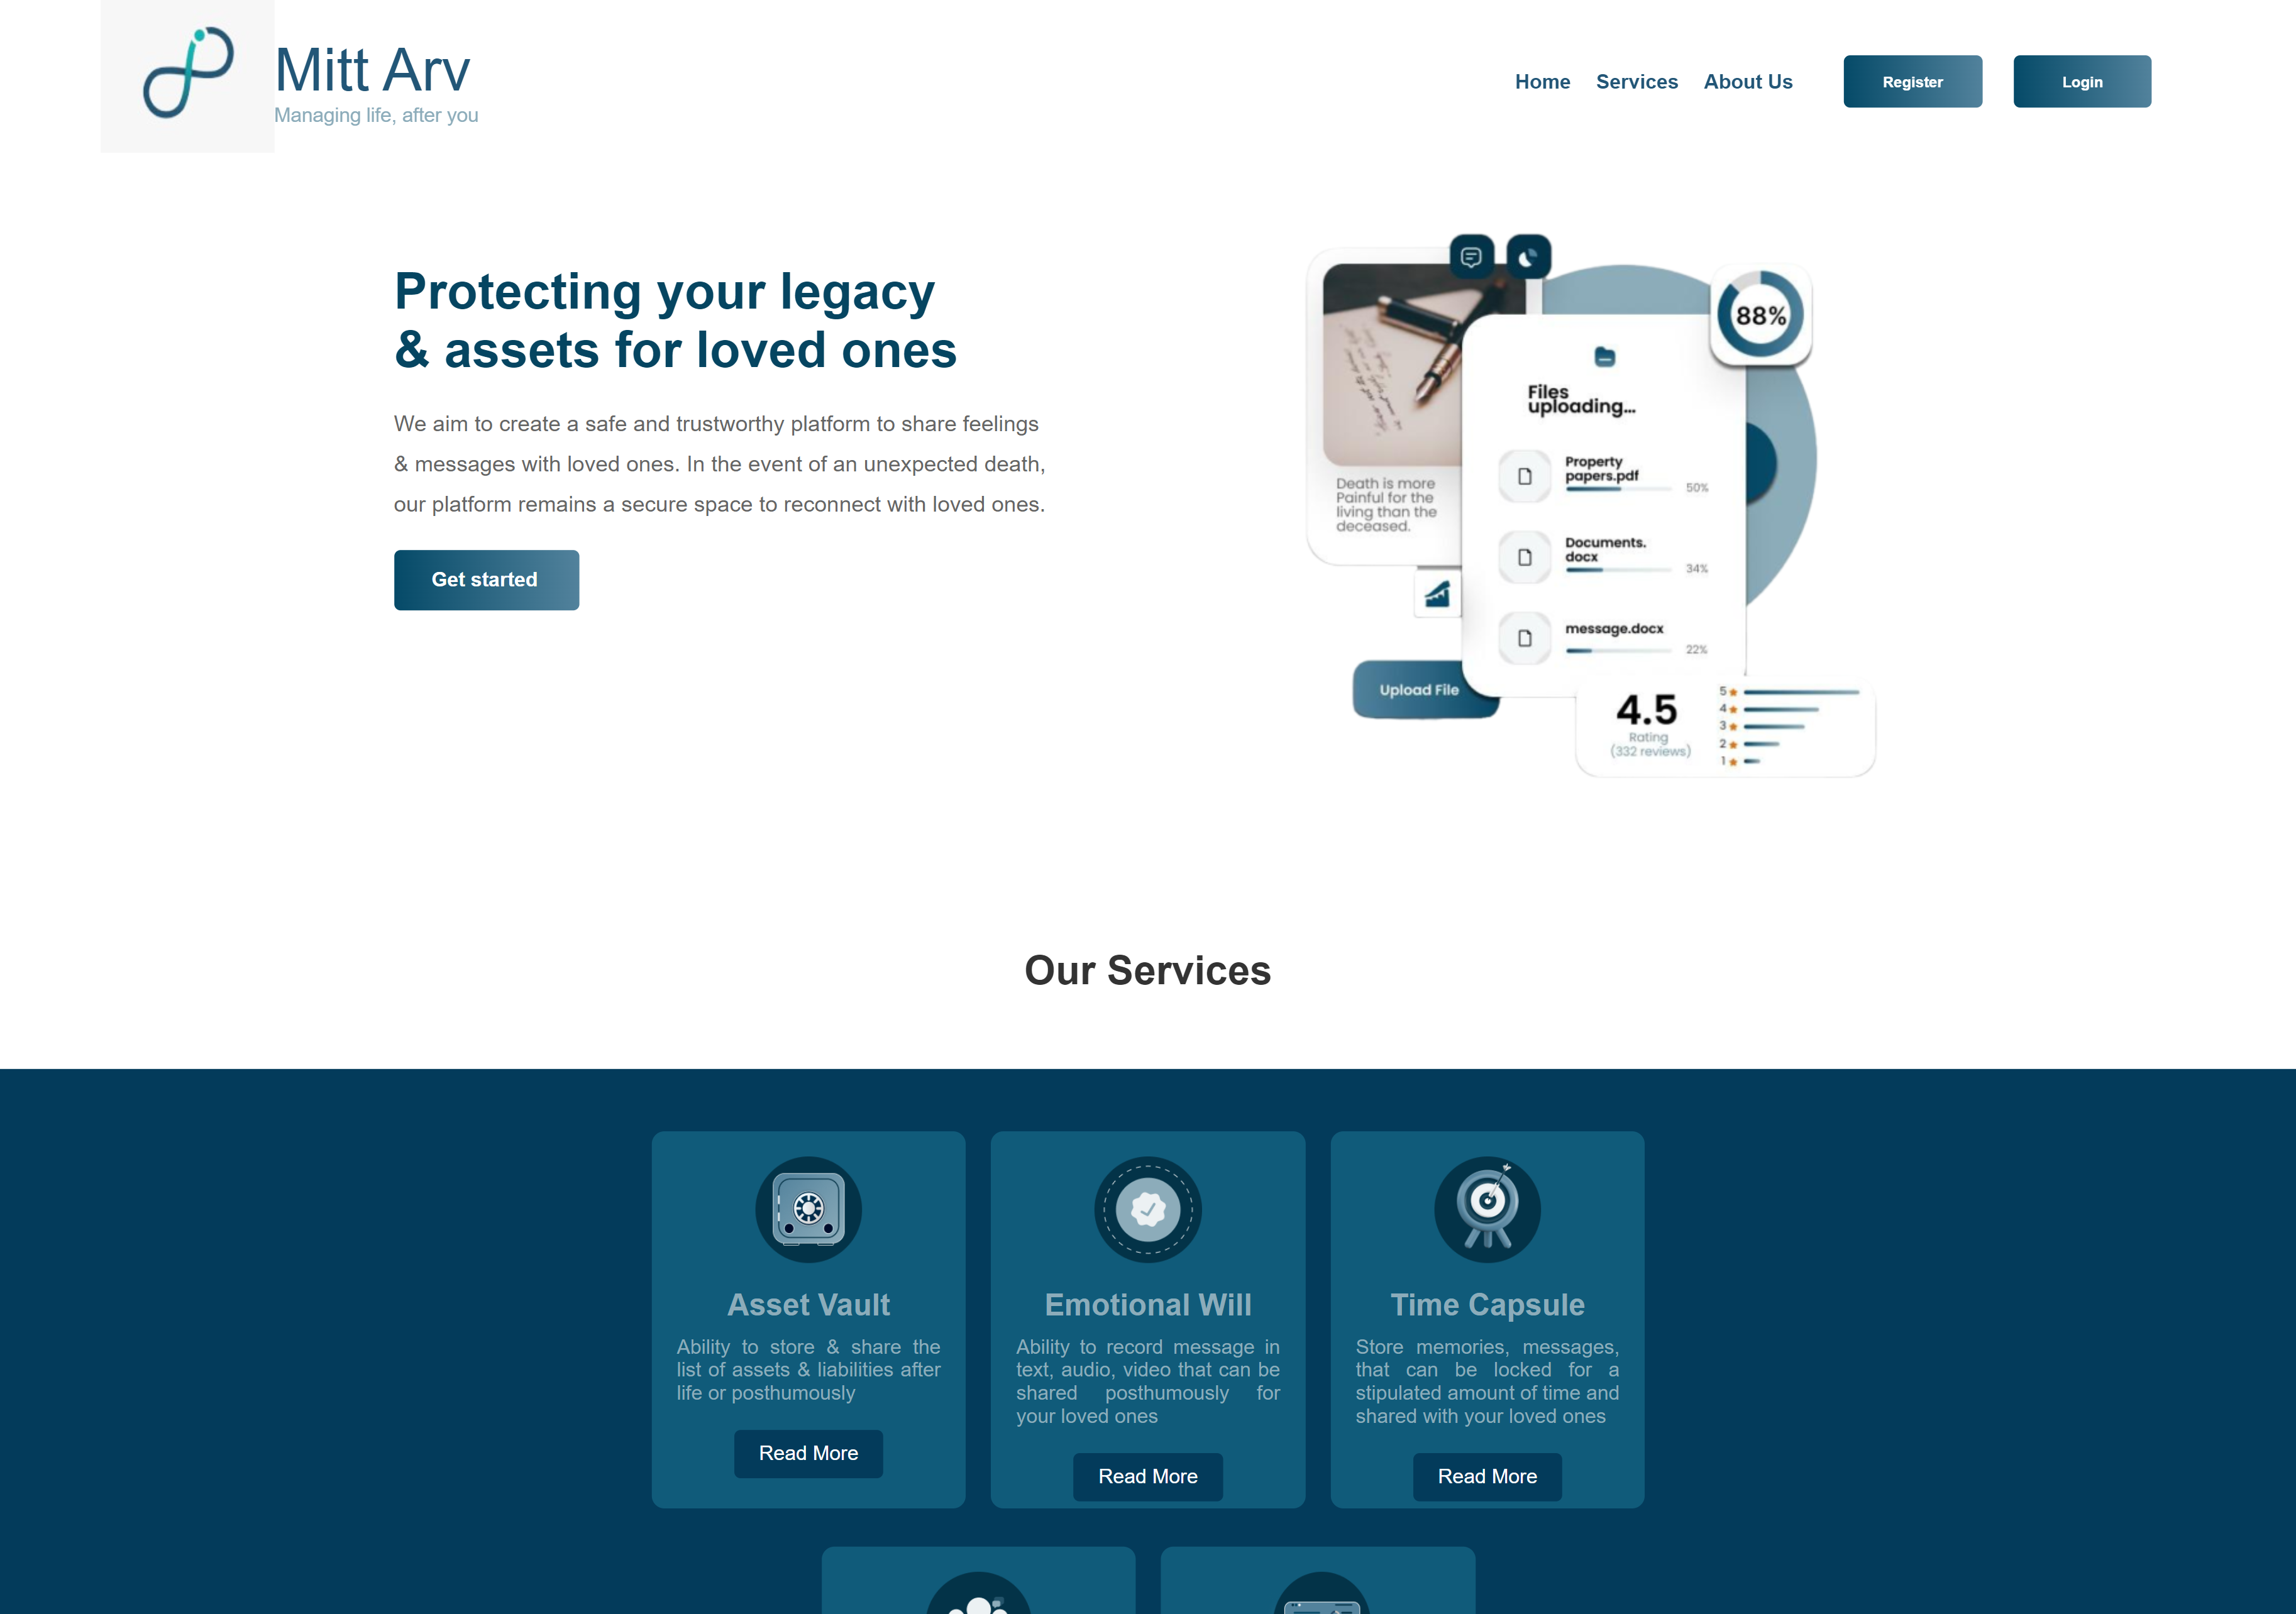 Mitt Arv
Managing life, after you
Home
Services
About Us
Register
Login
Protecting your legacy
& assets for loved ones
We aim to create a safe and trustworthy platform to share feelings
& messages with loved ones. In the event of an unexpected death,
our platform remains a secure space to reconnect with loved ones.
Get started
88%
Files
uploading...
Property
papers.pdf
50%
Documents.
docx
34%
message.docx
22%
Death is more
Painful for the
living than the
deceased.
Upload File
4.5
Rating
(332 reviews)
5
4
3
2
1
Our Services
Asset Vault
Ability to store & share the
list of assets & liabilities after
life or posthumously
Read More
Emotional Will
Ability to record message in
text, audio, video that can be
shared posthumously for
your loved ones
Read More
Time Capsule
Store memories, messages,
that can be locked for a
stipulated amount of time and
shared with your loved ones
Read More